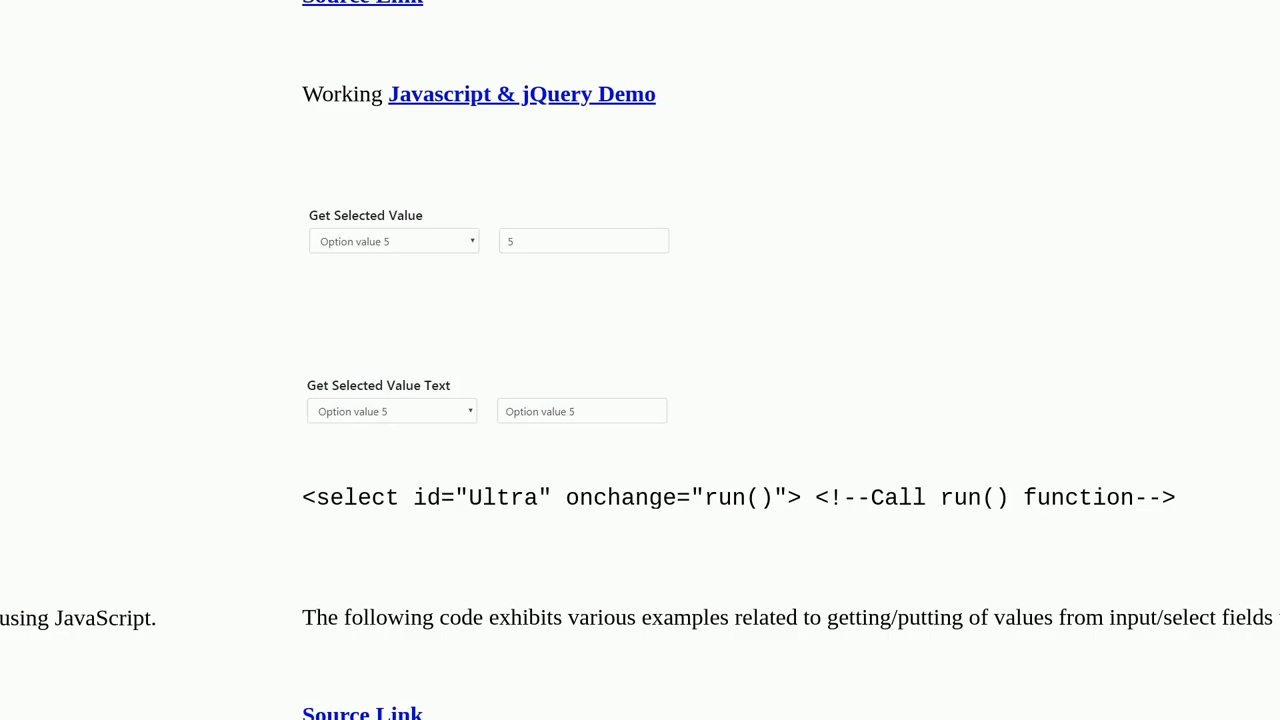 Source Link
Working Javascript & jQuery Demo
Get Selected Value
Option value 5 5
Get Selected Value Text
Option value 5 Option value 5
<select id="Ultra" onchange="run()"> <!--Call run() function-->
using JavaScript. The following code exhibits various examples related to getting/putting of values from input/select fields
Source Link